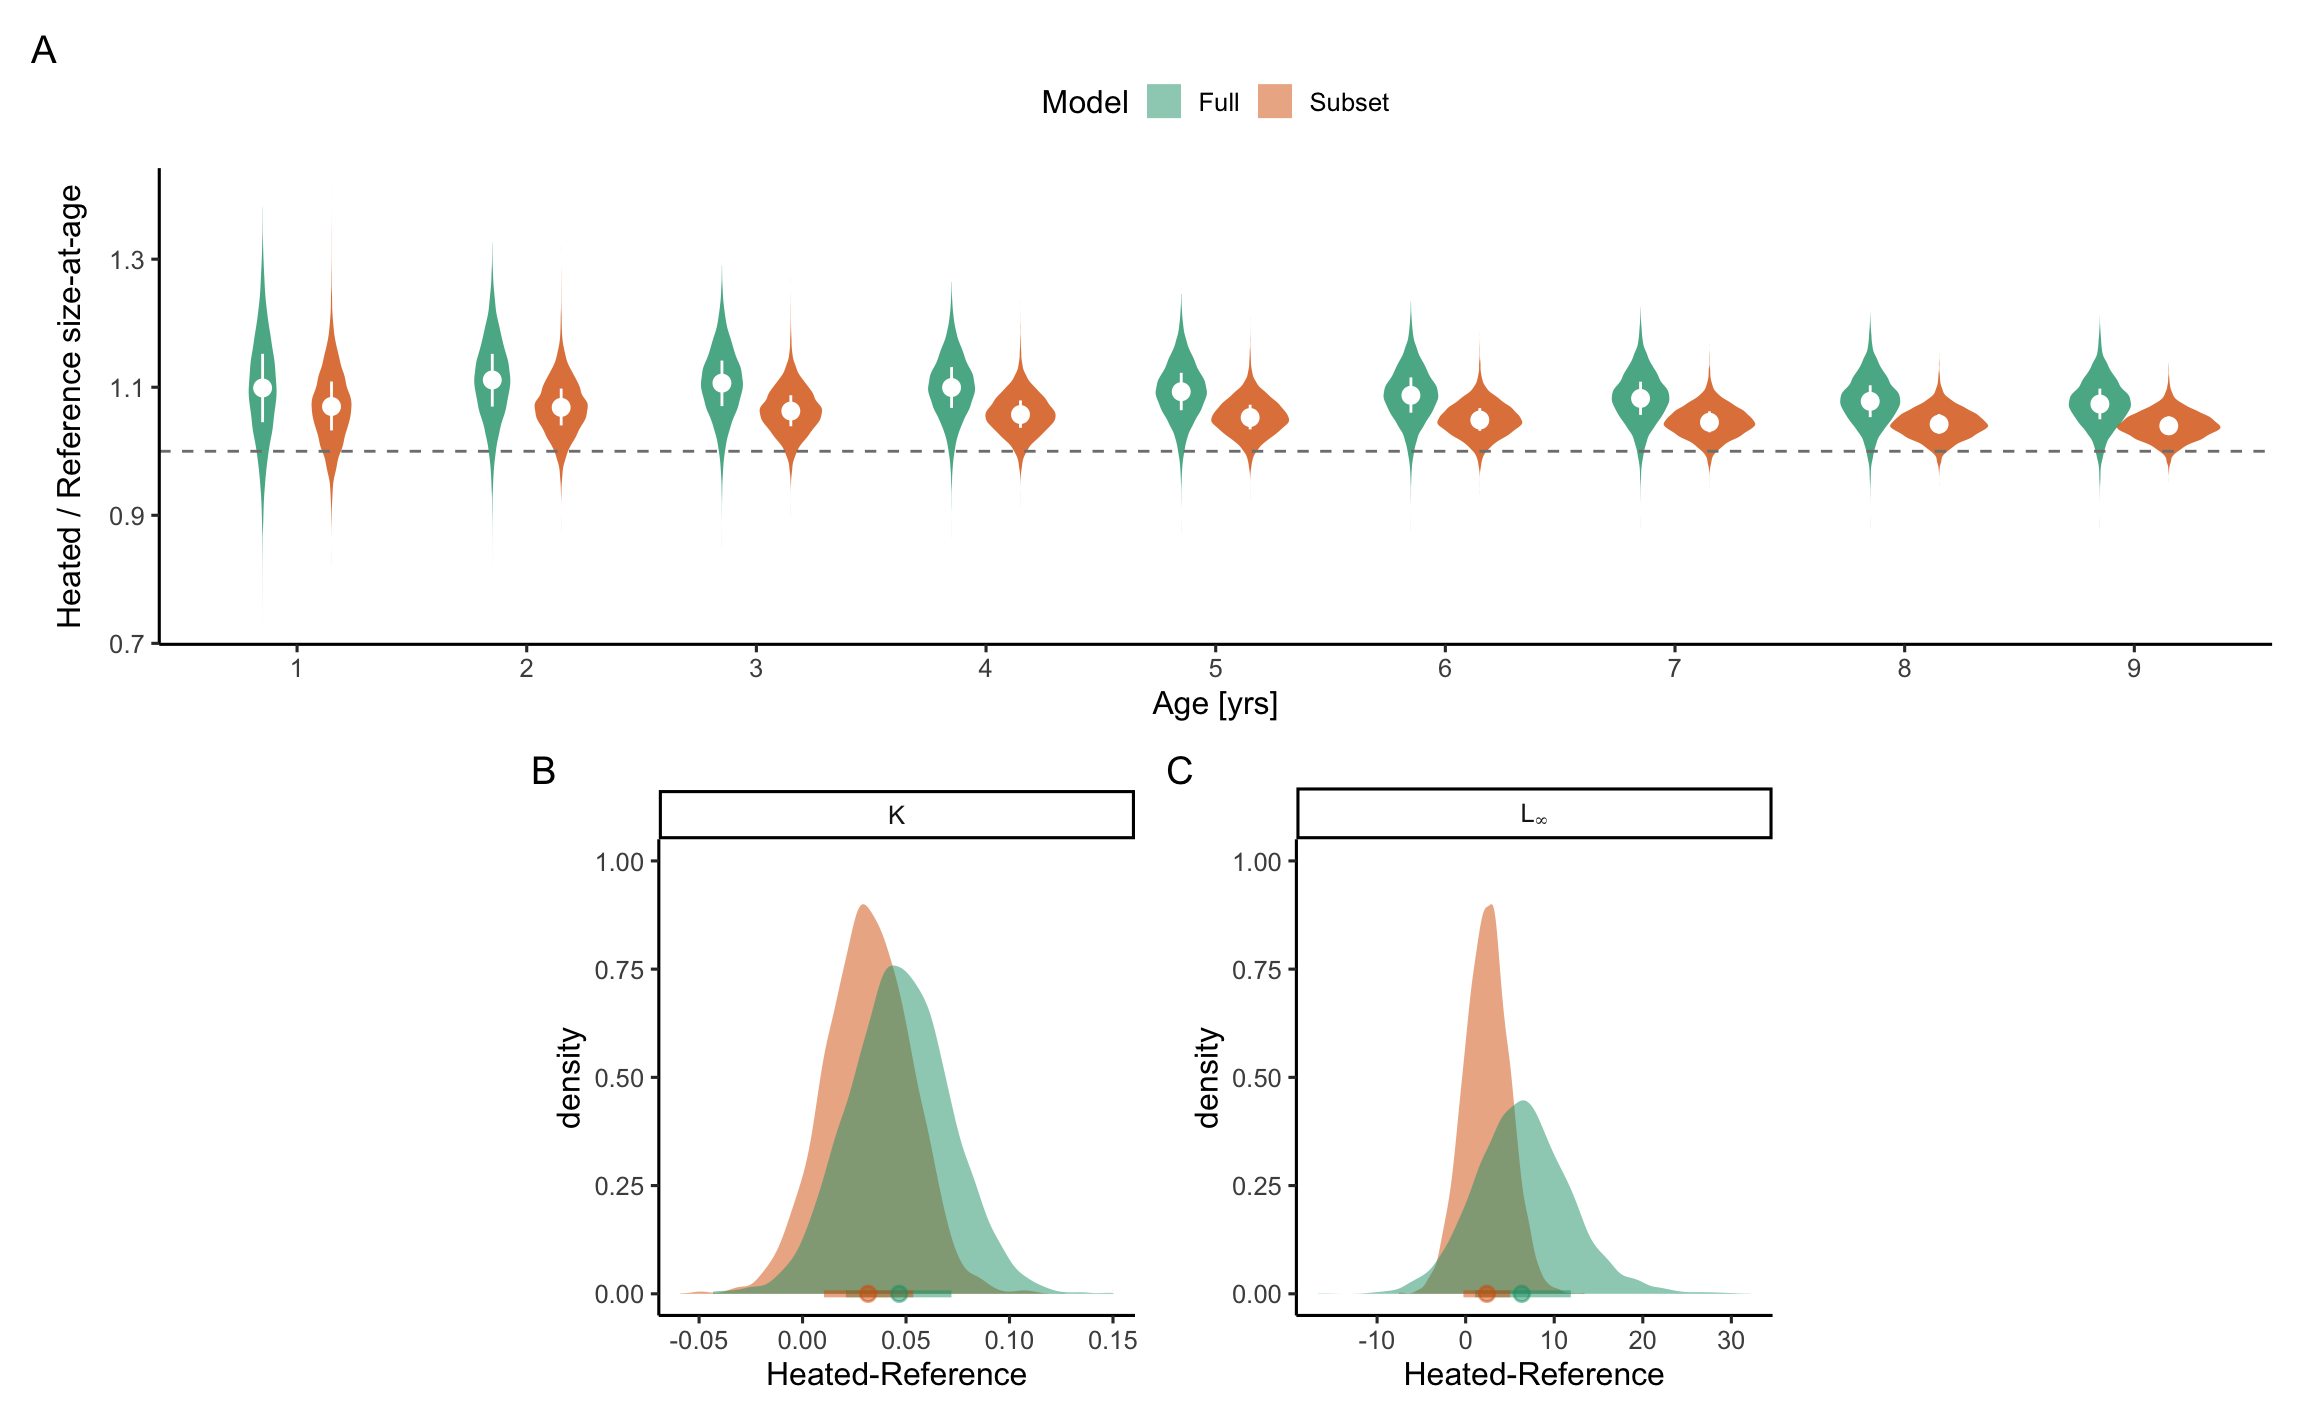 A
Model Full Subset
Heated / Reference size-at-age
1.3
1.1
0.9
0.7
1 2 3 4 5 6 7 8 9
Age [yrs]
B
K
density
1.00
0.75
0.50
0.25
0.00
-0.05 0.00 0.05 0.10 0.15
Heated-Reference
C
L∞
density
1.00
0.75
0.50
0.25
0.00
-10 0 10 20 30
Heated-Reference